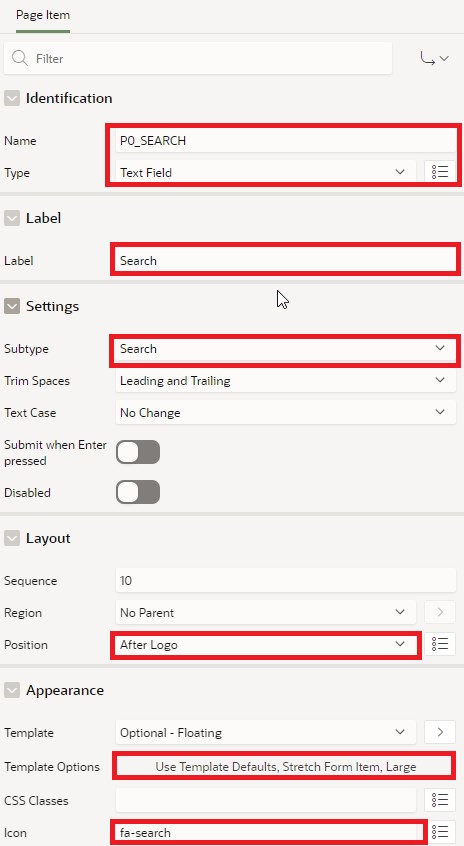 Page Item
Filter
Identification
Name P0_SEARCH
Type Text Field
Label
Label Search
Settings
Subtype Search
Trim Spaces Leading and Trailing
Text Case No Change
Submit when Enter
pressed
Disabled
Layout
Sequence 10
Region No Parent
Position After Logo
Appearance
Template Optional - Floating
Template Options Use Template Defaults, Stretch Form Item, Large
CSS Classes
Icon fa-search